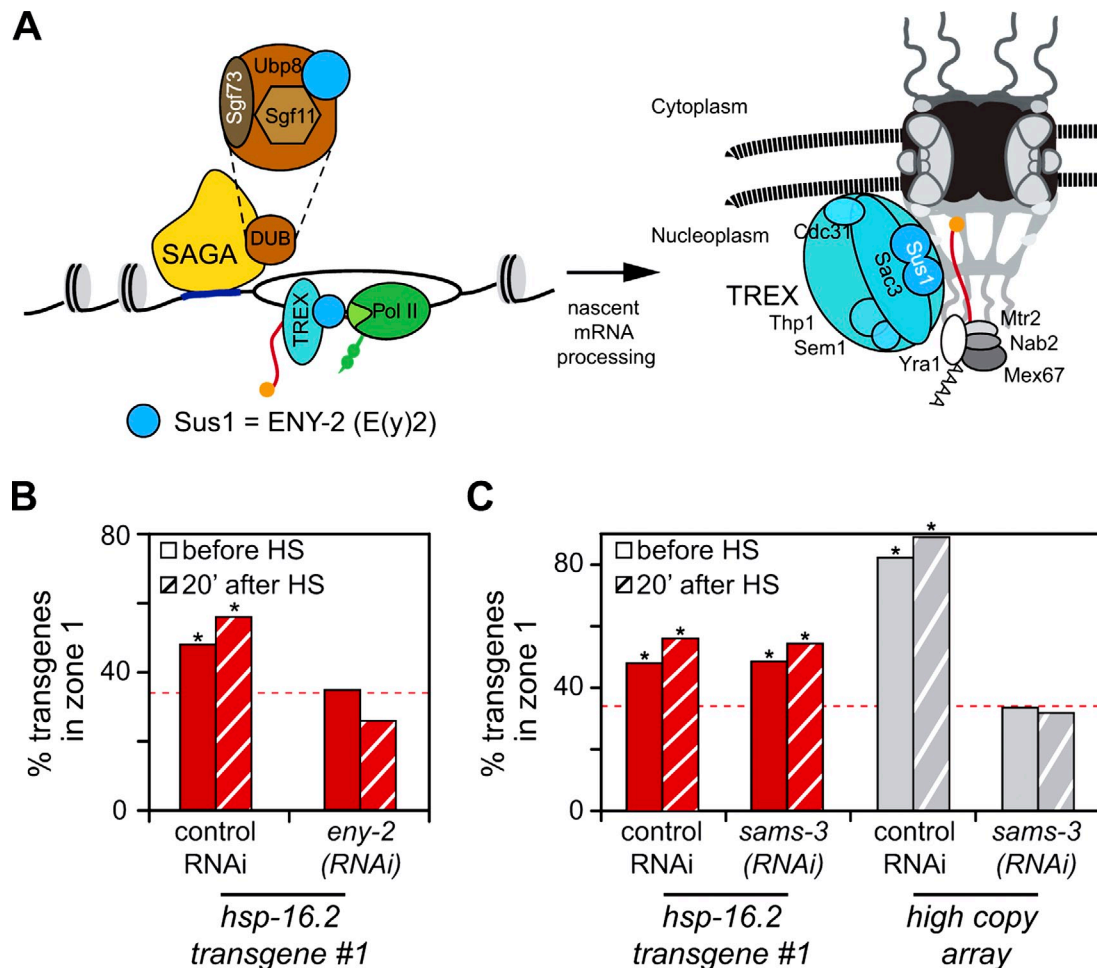 A
Sgf73
Ubp8
Sgf11
SAGA
DUB
TREX
Pol II
Sus1 = ENY-2 (E(y)2)
nascent
mRNA
processing
Cytoplasm
Nucleoplasm
Cdc31
Sac3
Sus1
TREX
Thp1
Sem1
Yra1
AAAA
Mtr2
Nab2
Mex67
B
% transgenes
in zone 1
80
40
0
before HS
20' after HS
* *
control
RNAi
eny-2
(RNAi)
hsp-16.2
transgene #1
C
% transgenes
in zone 1
80
40
0
before HS
20' after HS
* * * * * *
control
RNAi
sams-3
(RNAi)
control
RNAi
sams-3
(RNAi)
hsp-16.2
transgene #1
high copy
array